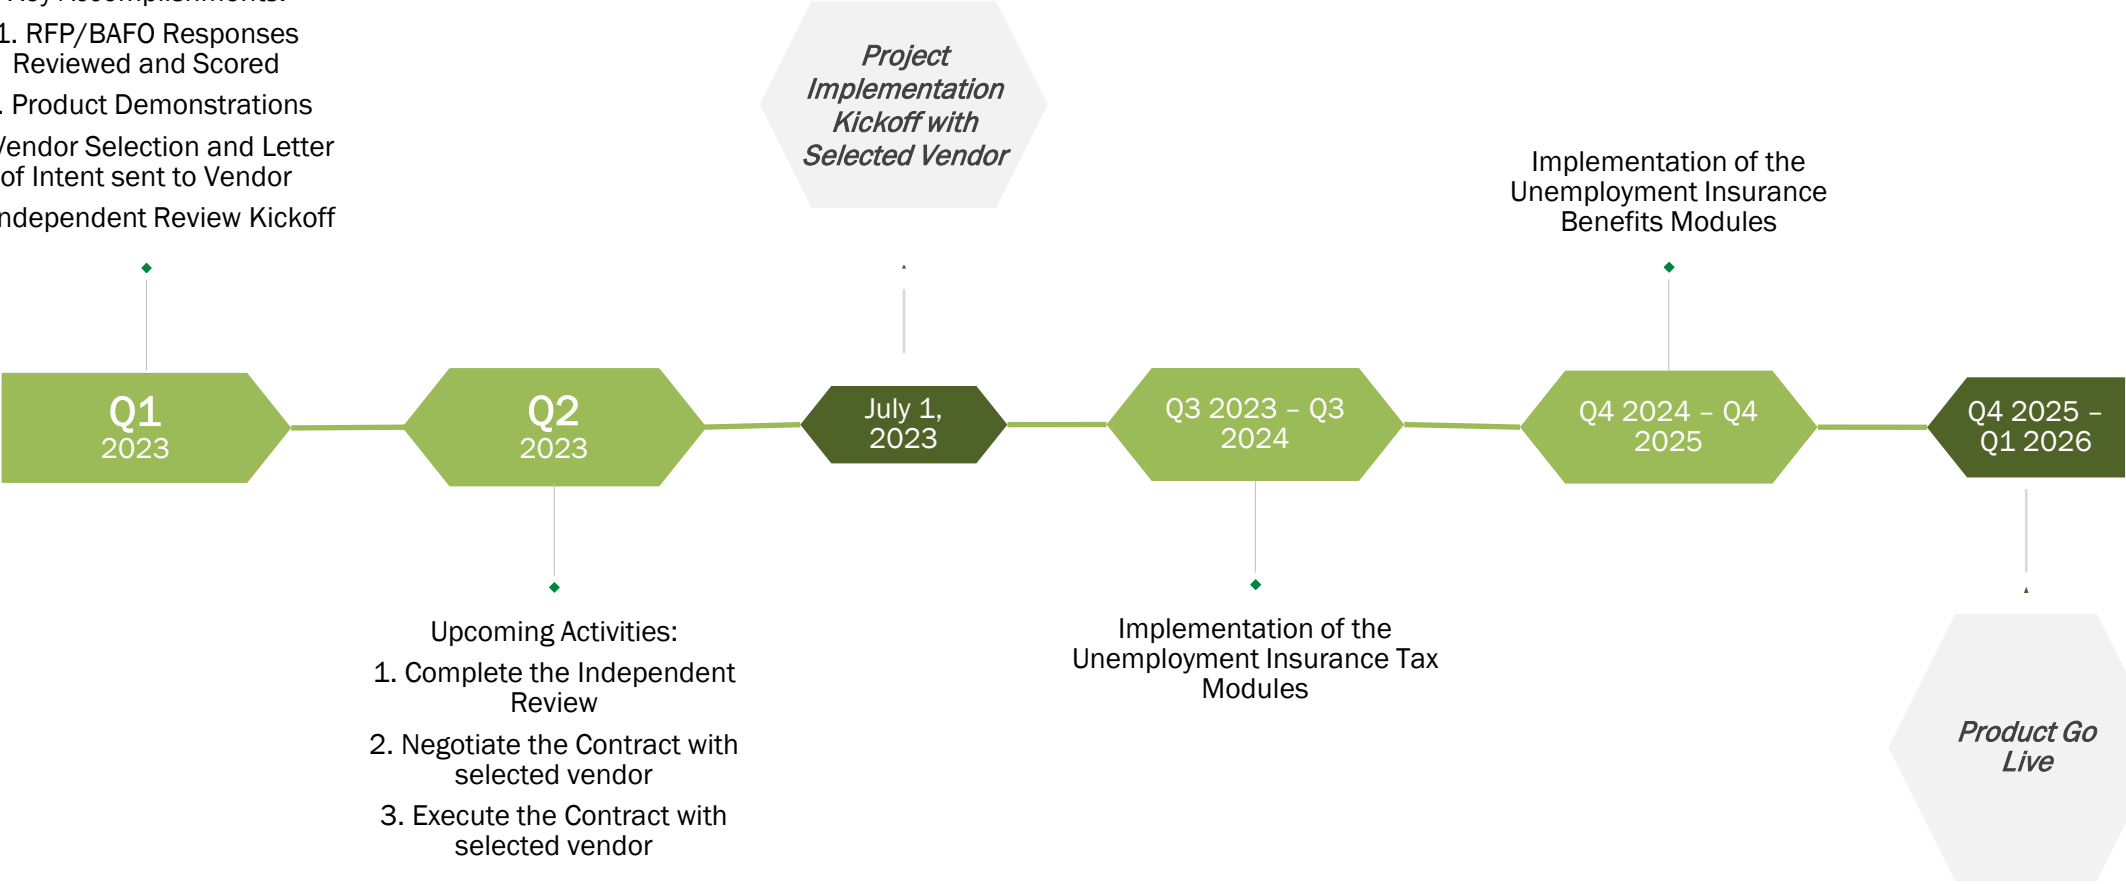 Key Accomplishments:
1. RFP/BAFO Responses
Reviewed and Scored
. Product Demonstrations
Vendor Selection and Letter
of Intent sent to Vendor
Independent Review Kickoff
Project
Implementation
Kickoff with
Selected Vendor
Implementation of the
Unemployment Insurance
Benefits Modules
Q1
2023
Q2
2023
July 1,
2023
Q3 2023 – Q3
2024
Q4 2024 – Q4
2025
Q4 2025 –
Q1 2026
Upcoming Activities:
1. Complete the Independent
Review
2. Negotiate the Contract with
selected vendor
3. Execute the Contract with
selected vendor
Implementation of the
Unemployment Insurance Tax
Modules
Product Go
Live